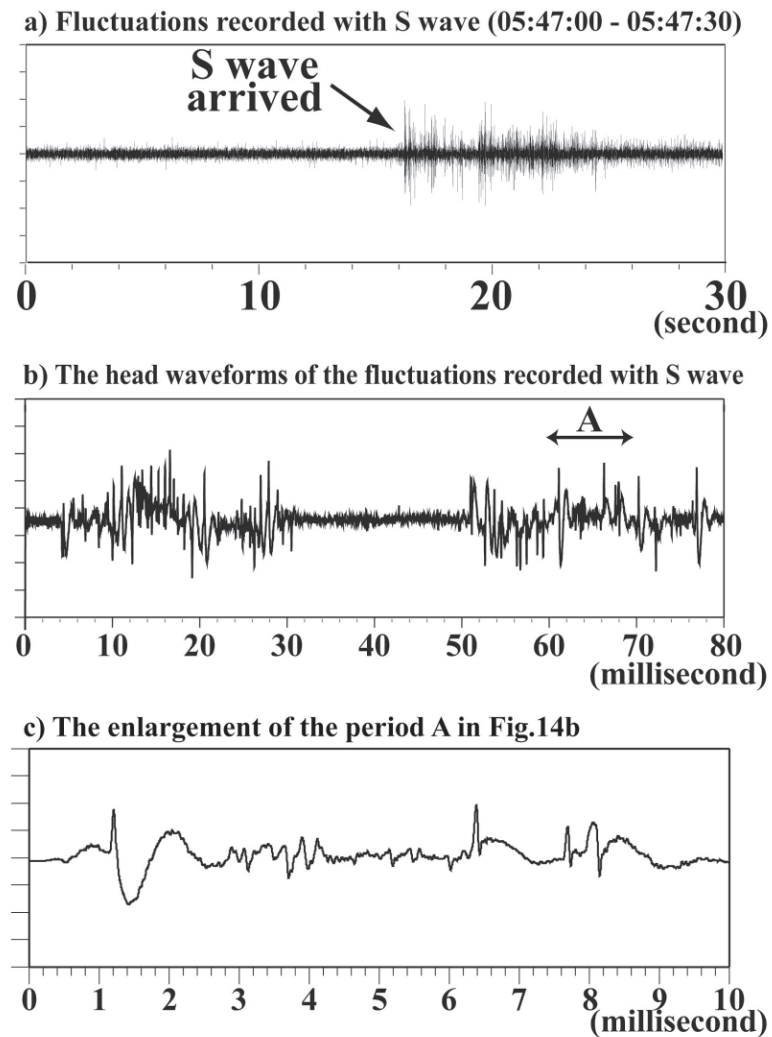 a) Fluctuations recorded with S wave (05:47:00 - 05:47:30)
S wave
arrived
0 10 20 30
(second)
b) The head waveforms of the fluctuations recorded with S wave
A
0 10 20 30 40 50 60 70 80
(millisecond)
c) The enlargement of the period A in Fig.14b
0 1 2 3 4 5 6 7 8 9 10
(millisecond)